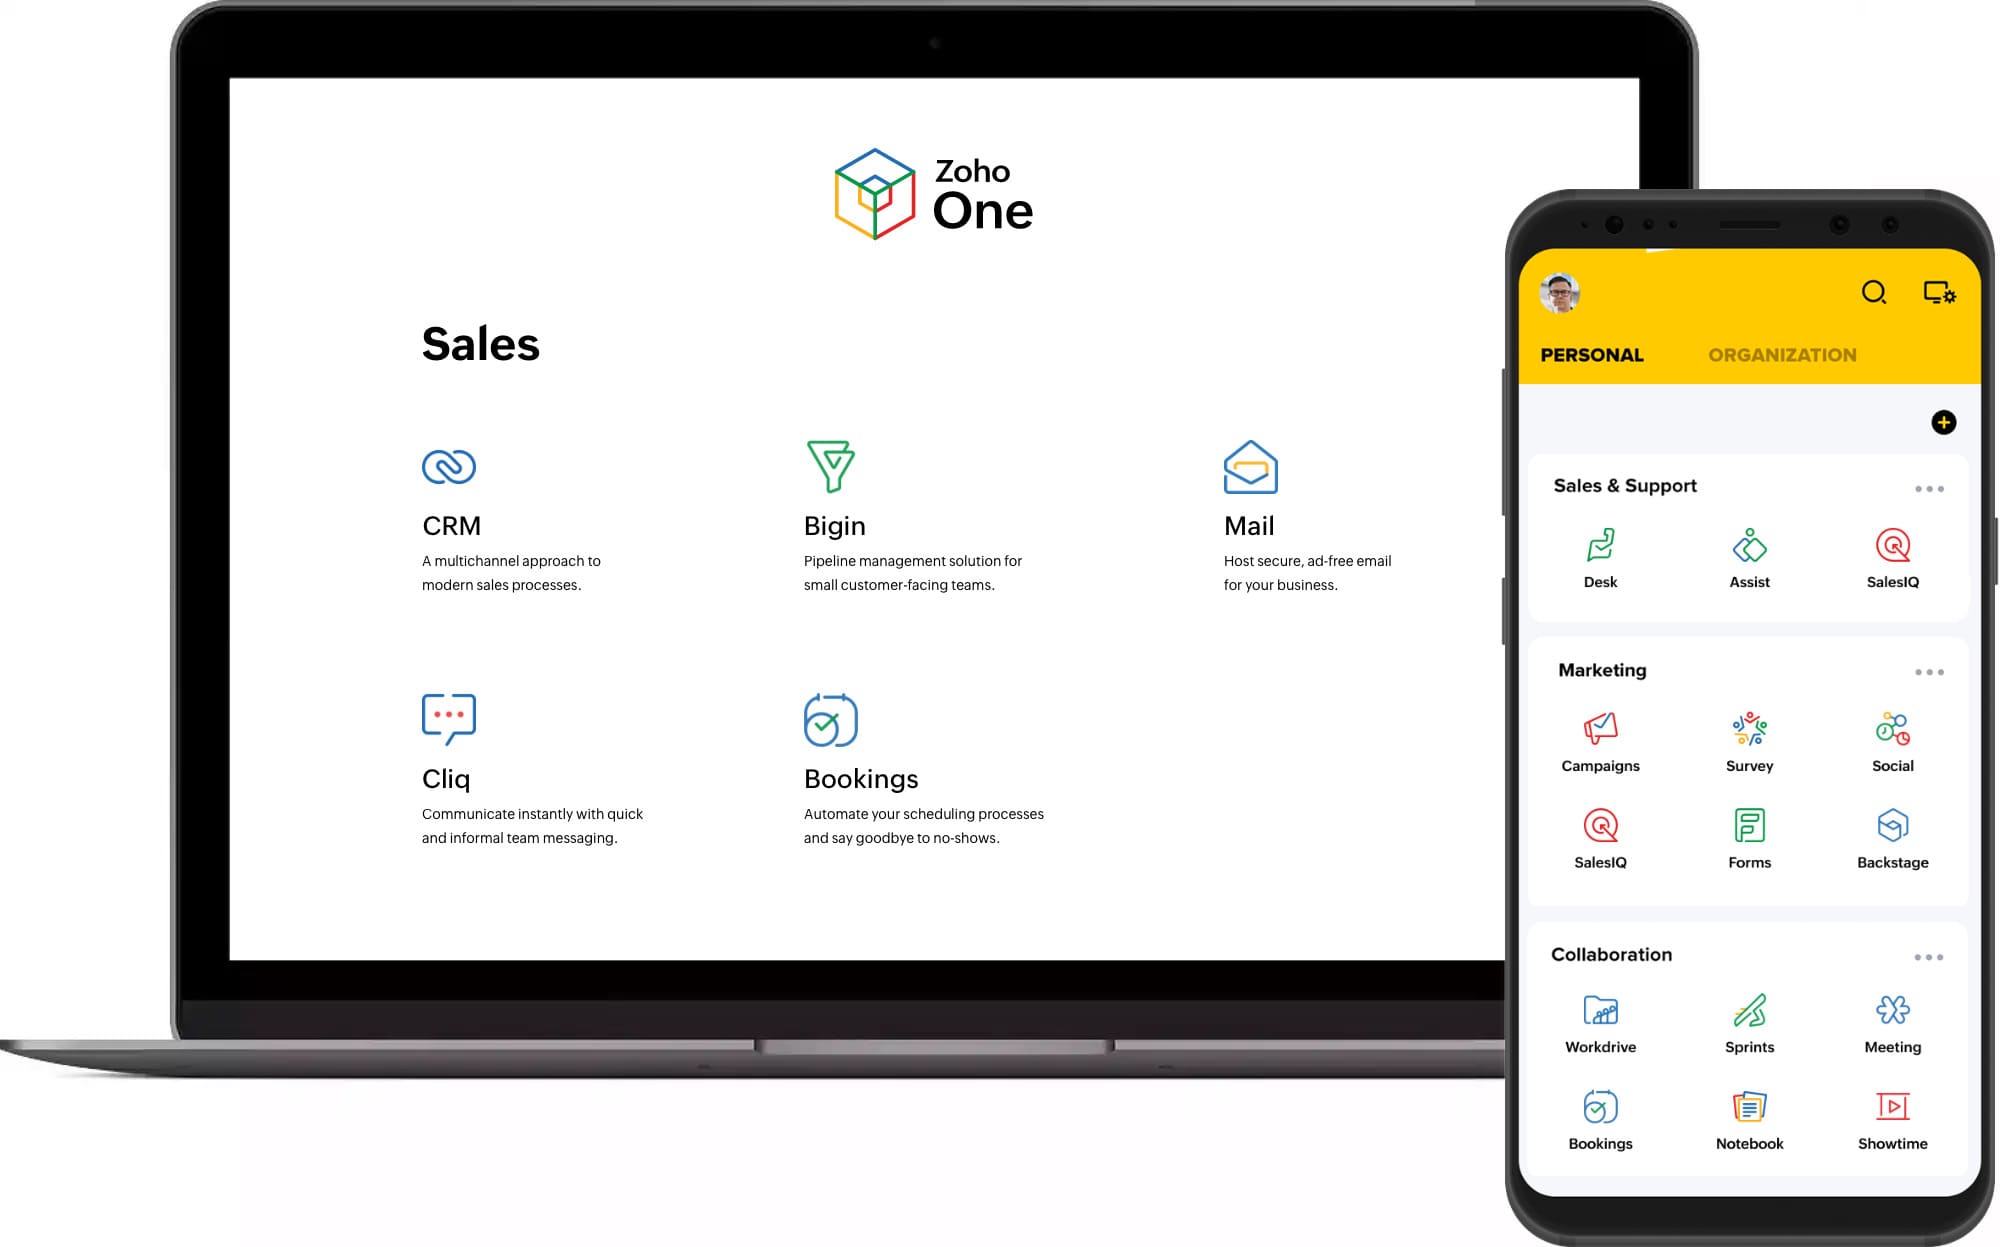 Zoho
One
Sales
CRM
A multichannel approach to
modern sales processes.
Bigin
Pipeline management solution for
small customer-facing teams.
Mail
Host secure, ad-free email
for your business.
Cliq
Communicate instantly with quick
and informal team messaging.
Bookings
Automate your scheduling processes
and say goodbye to no-shows.
PERSONAL ORGANIZATION
Sales & Support
Desk Assist SalesIQ
Marketing
Campaigns Survey Social
SalesIQ Forms Backstage
Collaboration
Workdrive Sprints Meeting
Bookings Notebook Showtime